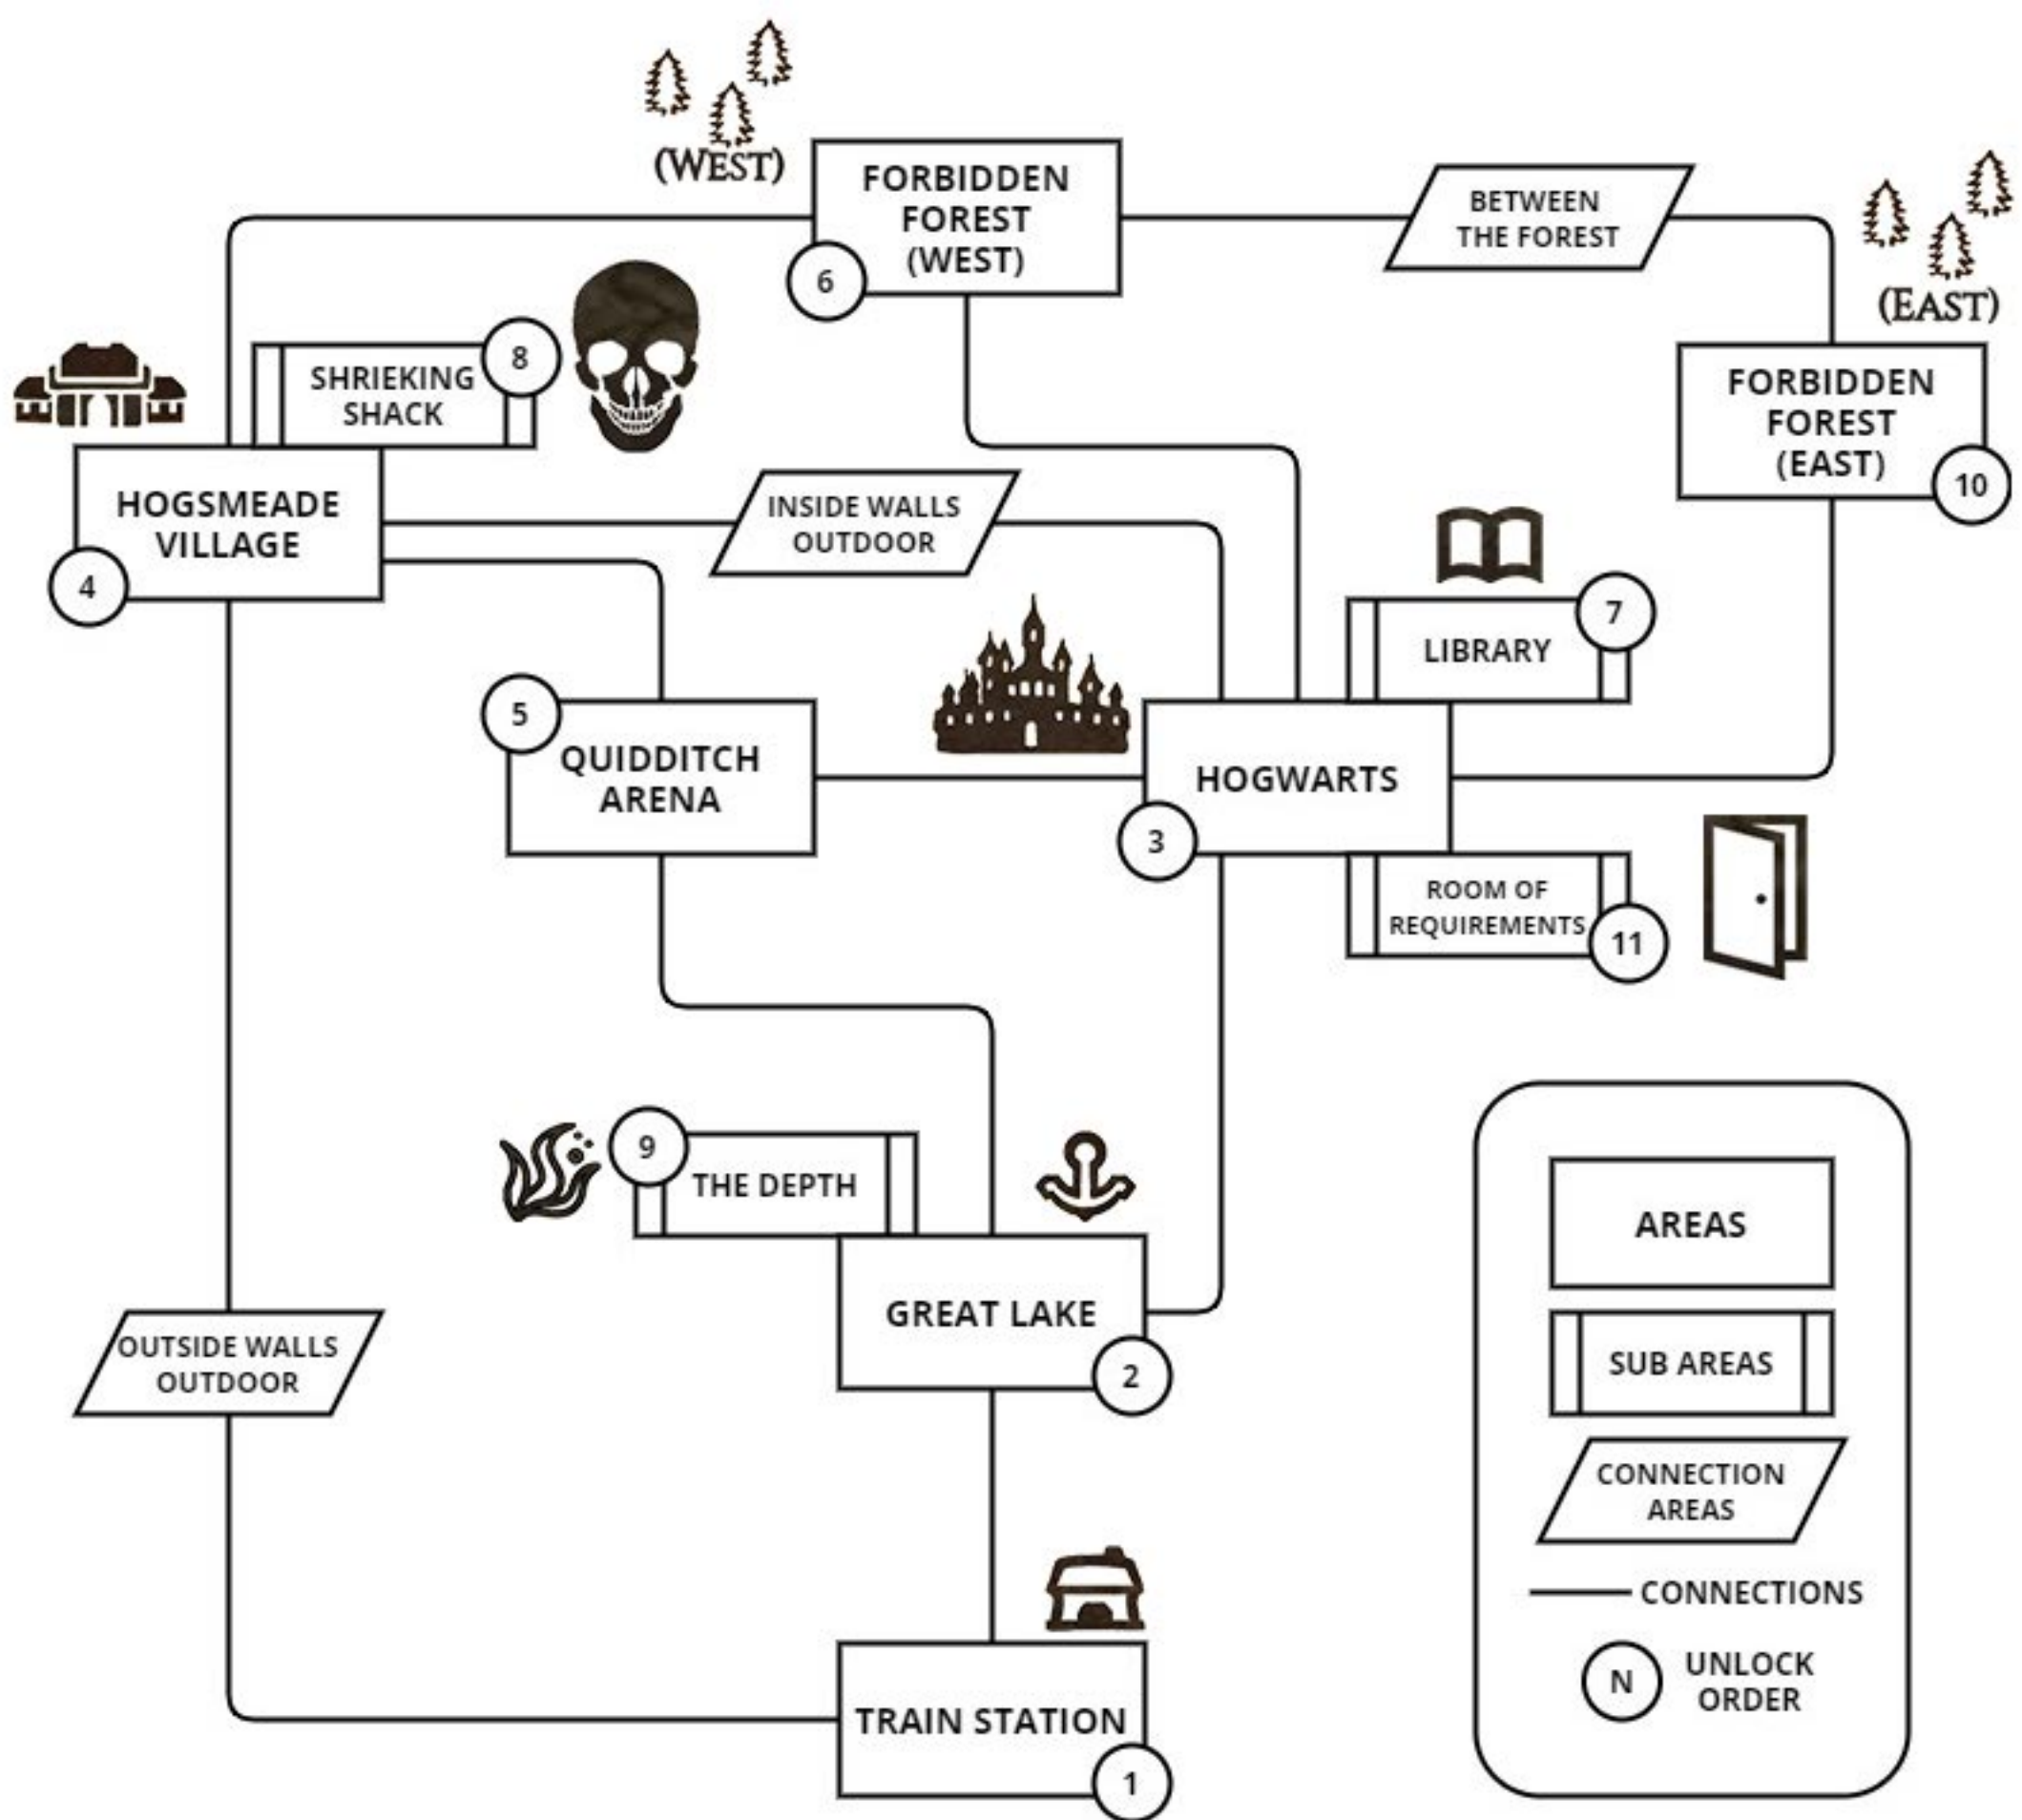 (WEST)
FORBIDDEN
FOREST
(WEST)
6
BETWEEN
THE FOREST
(EAST)
FORBIDDEN
FOREST
(EAST)
10
SHRIEKING
SHACK
8
HOGSMEADE
VILLAGE
4
INSIDE WALLS
OUTDOOR
LIBRARY
7
5
QUIDDITCH
ARENA
HOGWARTS
3
ROOM OF
REQUIREMENTS
11
9
THE DEPTH
GREAT LAKE
2
OUTSIDE WALLS
OUTDOOR
TRAIN STATION
1
AREAS
SUB AREAS
CONNECTION
AREAS
CONNECTIONS
N
UNLOCK
ORDER